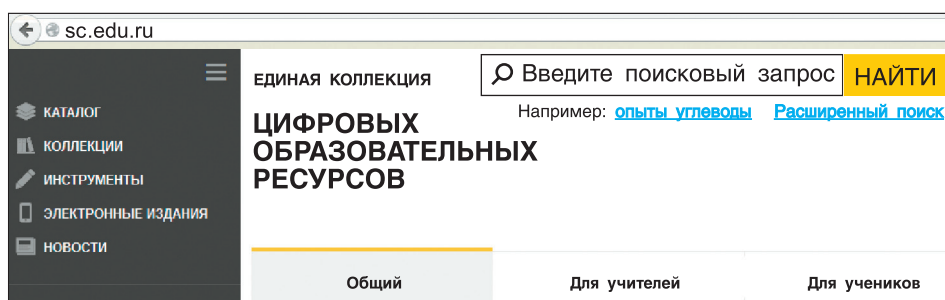 sc.edu.ru
КАТАЛОГ
КОЛЛЕКЦИИ
ИНСТРУМЕНТЫ
ЭЛЕКТРОННЫЕ ИЗДАНИЯ
НОВОСТИ
ЕДИНАЯ КОЛЛЕКЦИЯ
ЦИФРОВЫХ
ОБРАЗОВАТЕЛЬНЫХ
РЕСУРСОВ
Введите поисковый запрос НАЙТИ
Например: опыты углеводы Расширенный поиск
Общий Для учителей Для учеников